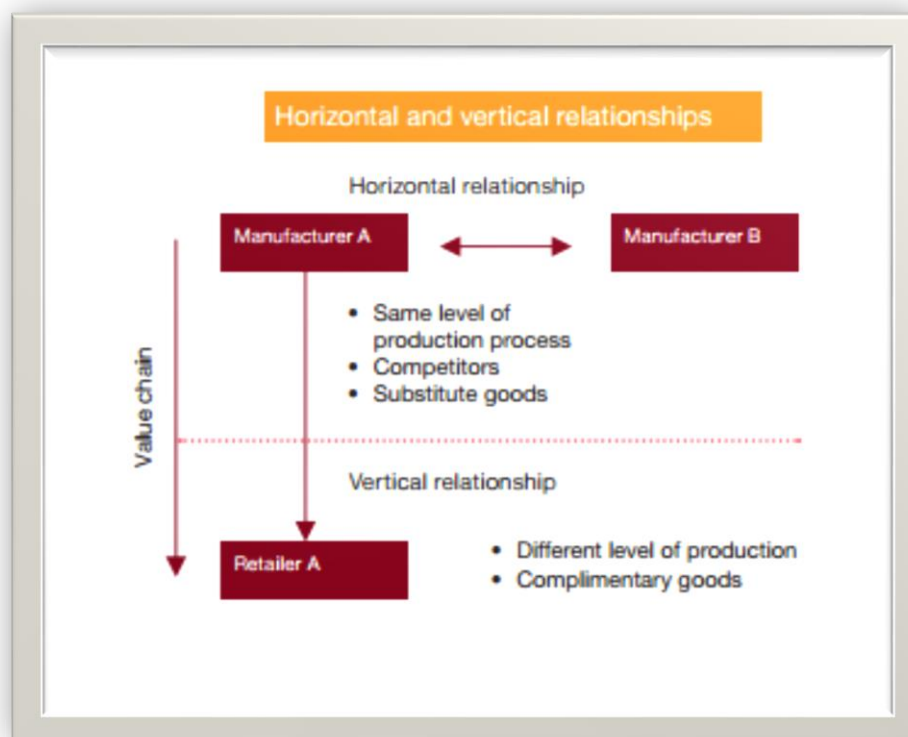 Horizontal and vertical relationships
Horizontal relationship
Manufacturer A
Manufacturer B
• Same level of
production process
• Competitors
• Substitute goods
Value chain
Vertical relationship
Retailer A
• Different level of production
• Complimentary goods